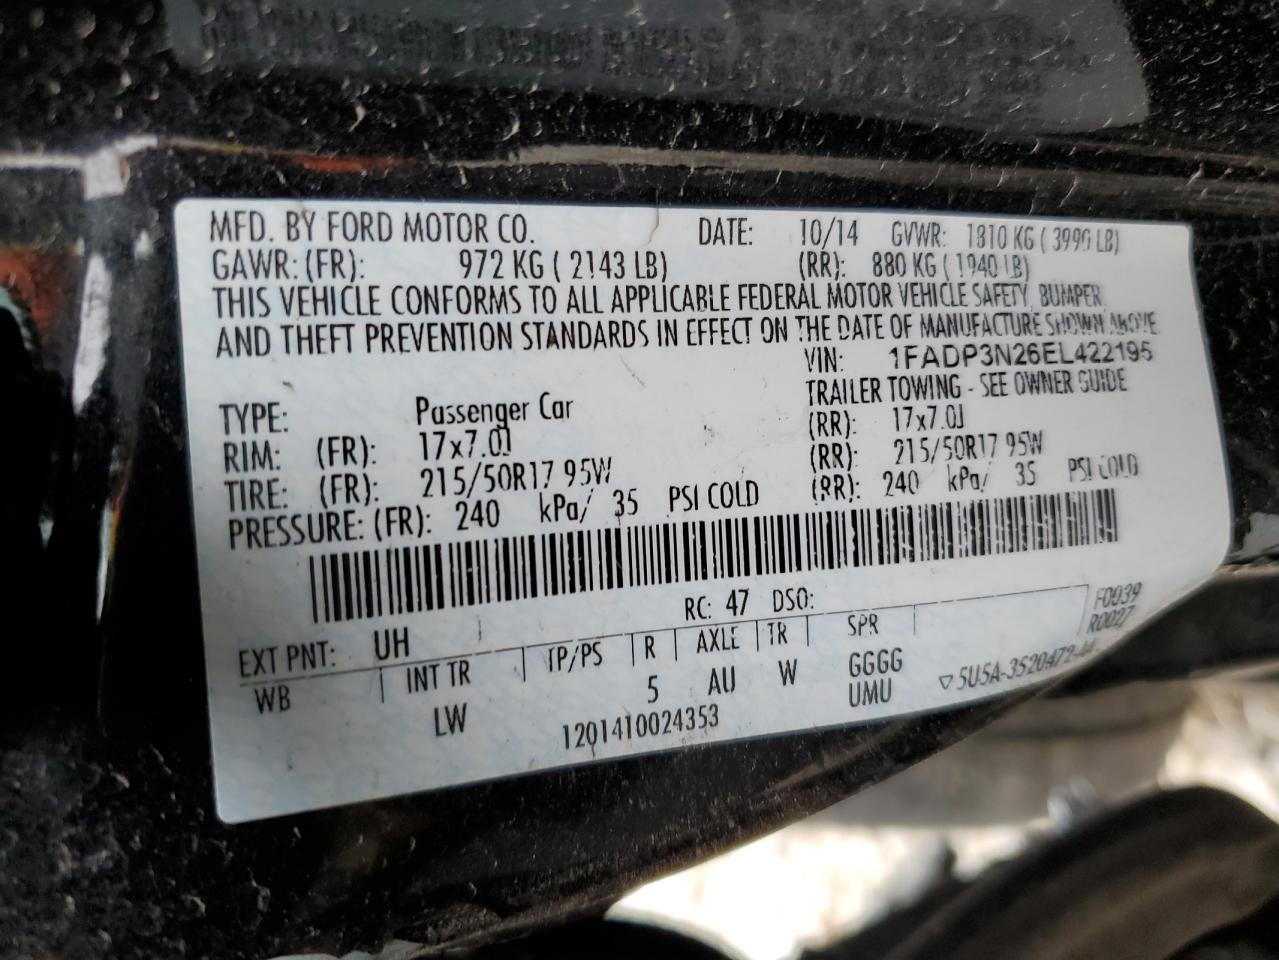 MFD. BY FORD MOTOR CO. DATE: 10/14 GVWR: 1810 KG ( 3990 LB)
GAWR: (FR): 972 KG ( 2143 LB) (RR): 880 KG ( 1940 LB)
THIS VEHICLE CONFORMS TO ALL APPLICABLE FEDERAL MOTOR VEHICLE SAFETY, BUMPER,
AND THEFT PREVENTION STANDARDS IN EFFECT ON THE DATE OF MANUFACTURE SHOWN ABOVE
VIN: 1FADP3N26EL422195
TRAILER TOWING - SEE OWNER GUIDE
TYPE: Passenger Car
RIM: (FR): 17x7.0J (RR): 17x7.0J
TIRE: (FR): 215/50R17 95W (RR): 215/50R17 95W
PRESSURE: (FR): 240 kPa/ 35 PSI COLD (RR): 240 kPa/ 35 PSI COLD
RC: 47 DSO: F0039
EXT PNT: UH R0027
WB INT TR TP/PS R AXLE TR SPR
LW 5 AU W GGGG
UMU
1201410024353 ▽5U5A-3520472-AA